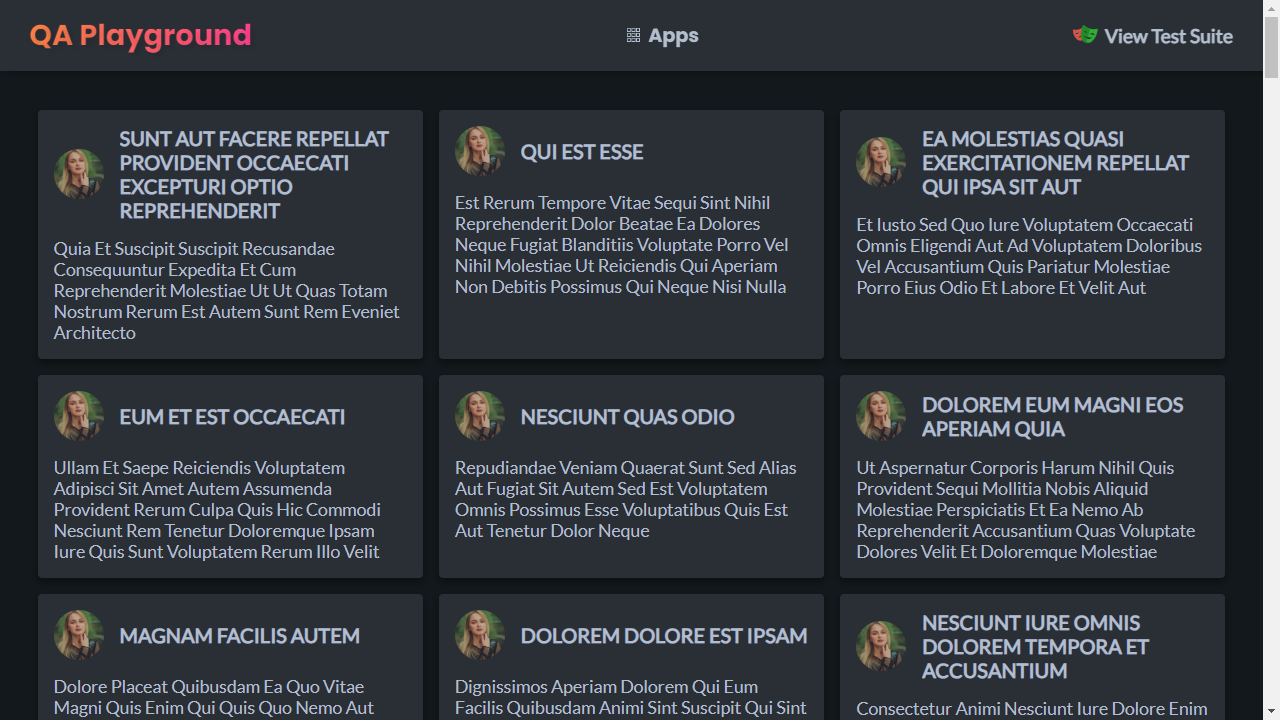 QA Playground
Apps
View Test Suite
SUNT AUT FACERE REPELLAT
PROVIDENT OCCAECATI
EXCEPTURI OPTIO
REPREHENDERIT
Quia Et Suscipit Suscipit Recusandae
Consequuntur Expedita Et Cum
Reprehenderit Molestiae Ut Ut Quas Totam
Nostrum Rerum Est Autem Sunt Rem Eveniet
Architecto
QUI EST ESSE
Est Rerum Tempore Vitae Sequi Sint Nihil
Reprehenderit Dolor Beatae Ea Dolores
Neque Fugiat Blanditiis Voluptate Porro Vel
Nihil Molestiae Ut Reiciendis Qui Aperiam
Non Debitis Possimus Qui Neque Nisi Nulla
EA MOLESTIAS QUASI
EXERCITATIONEM REPELLAT
QUI IPSA SIT AUT
Et Iusto Sed Quo Iure Voluptatem Occaecati
Omnis Eligendi Aut Ad Voluptatem Doloribus
Vel Accusantium Quis Pariatur Molestiae
Porro Eius Odio Et Labore Et Velit Aut
EUM ET EST OCCAECATI
Ullam Et Saepe Reiciendis Voluptatem
Adipisci Sit Amet Autem Assumenda
Provident Rerum Culpa Quis Hic Commodi
Nesciunt Rem Tenetur Doloremque Ipsam
Iure Quis Sunt Voluptatem Rerum Illo Velit
NESCIUNT QUAS ODIO
Repudiandae Veniam Quaerat Sunt Sed Alias
Aut Fugiat Sit Autem Sed Est Voluptatem
Omnis Possimus Esse Voluptatibus Quis Est
Aut Tenetur Dolor Neque
DOLOREM EUM MAGNI EOS
APERIAM QUIA
Ut Aspernatur Corporis Harum Nihil Quis
Provident Sequi Mollitia Nobis Aliquid
Molestiae Perspiciatis Et Ea Nemo Ab
Reprehenderit Accusantium Quas Voluptate
Dolores Velit Et Doloremque Molestiae
MAGNAM FACILIS AUTEM
Dolore Placeat Quibusdam Ea Quo Vitae
Magni Quis Enim Qui Quis Quo Nemo Aut
DOLOREM DOLORE EST IPSAM
Dignissimos Aperiam Dolorem Qui Eum
Facilis Quibusdam Animi Sint Suscipit Qui Sint
NESCIUNT IURE OMNIS
DOLOREM TEMPORA ET
ACCUSANTIUM
Consectetur Animi Nesciunt Iure Dolore Enim